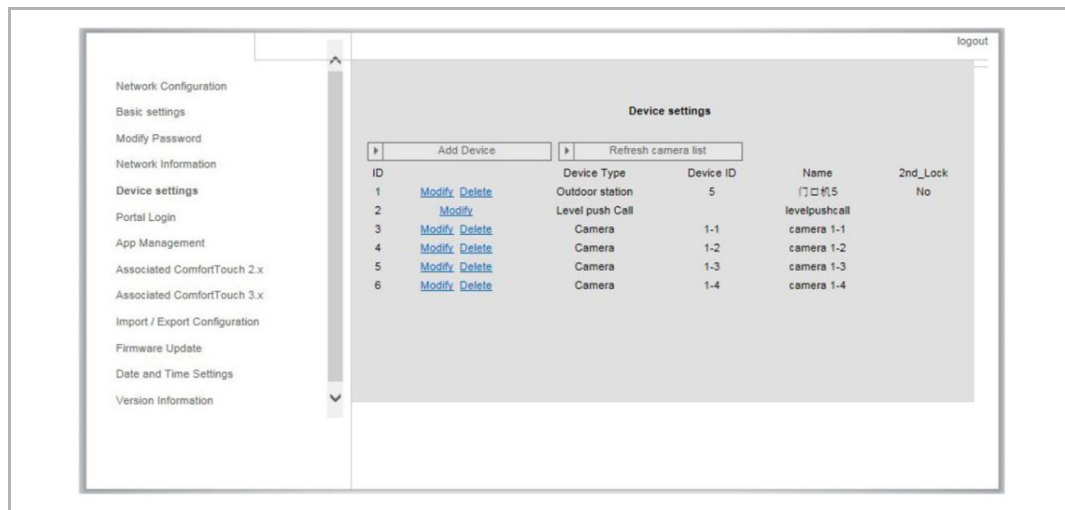 logout
Network Configuration
Basic settings
Modify Password
Network Information
Device settings
Portal Login
App Management
Associated ComfortTouch 2.x
Associated ComfortTouch 3.x
Import / Export Configuration
Firmware Update
Date and Time Settings
Version Information
Device settings
Add Device Refresh camera list
ID Device Type Device ID Name 2nd_Lock
1 Modify Delete Outdoor station 5 门口机5 No
2 Modify Level push Call levelpushcall
3 Modify Delete Camera 1-1 camera 1-1
4 Modify Delete Camera 1-2 camera 1-2
5 Modify Delete Camera 1-3 camera 1-3
6 Modify Delete Camera 1-4 camera 1-4